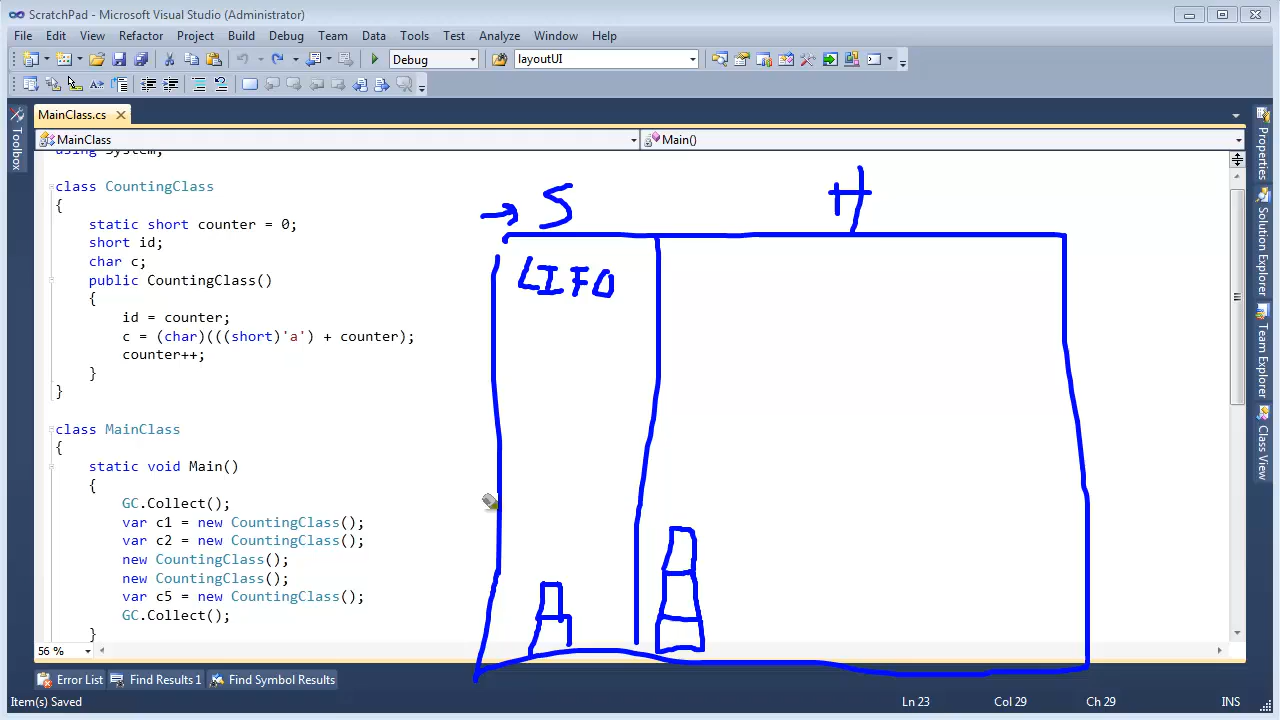 ScratchPad - Microsoft Visual Studio (Administrator)
File Edit View Refactor Project Build Debug Team Data Tools Test Analyze Window Help
Debug layoutUI
MainClass.cs
MainClass Main()
Toolbox
Properties
Solution Explorer
Team Explorer
Class View
using System;
class CountingClass
{
static short counter = 0;
short id;
char c;
public CountingClass()
{
id = counter;
c = (char)(((short)'a') + counter);
counter++;
}
}
class MainClass
{
static void Main()
{
GC.Collect();
var c1 = new CountingClass();
var c2 = new CountingClass();
new CountingClass();
new CountingClass();
var c5 = new CountingClass();
GC.Collect();
}
S H
LIFO
56 %
Error List Find Results 1 Find Symbol Results
Item(s) Saved Ln 23 Col 29 Ch 29 INS